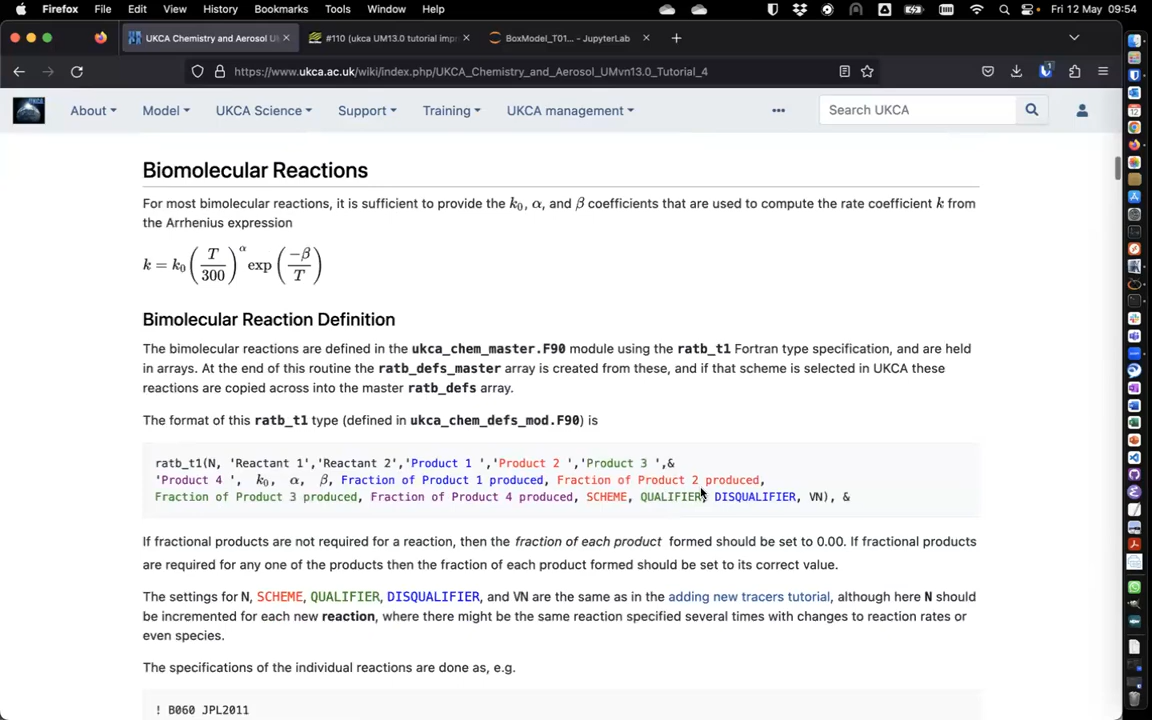 Firefox File Edit View History Bookmarks Tools Window Help Fri 12 May 09:54
UKCA Chemistry and Aerosol U #110 (ukca UM13.0 tutorial impr BoxModel_T01... - JupyterLab
https://www.ukca.ac.uk/wiki/index.php/UKCA_Chemistry_and_Aerosol_UMvn13.0_Tutorial_4
About Model UKCA Science Support Training UKCA management Search UKCA
Biomolecular Reactions
For most bimolecular reactions, it is sufficient to provide the k₀, α, and β coefficients that are used to compute the rate coefficient k from
the Arrhenius expression
k = k₀ (T/300)^α exp (−β/T)
Bimolecular Reaction Definition
The bimolecular reactions are defined in the ukca_chem_master.F90 module using the ratb_t1 Fortran type specification, and are held
in arrays. At the end of this routine the ratb_defs_master array is created from these, and if that scheme is selected in UKCA these
reactions are copied across into the master ratb_defs array.
The format of this ratb_t1 type (defined in ukca_chem_defs_mod.F90) is
ratb_t1(N, 'Reactant 1','Reactant 2','Product 1 ','Product 2 ','Product 3 ',&
'Product 4 ', k₀, α, β, Fraction of Product 1 produced, Fraction of Product 2 produced,
Fraction of Product 3 produced, Fraction of Product 4 produced, SCHEME, QUALIFIER, DISQUALIFIER, VN), &
If fractional products are not required for a reaction, then the fraction of each product formed should be set to 0.00. If fractional products
are required for any one of the products then the fraction of each product formed should be set to its correct value.
The settings for N, SCHEME, QUALIFIER, DISQUALIFIER, and VN are the same as in the adding new tracers tutorial, although here N should
be incremented for each new reaction, where there might be the same reaction specified several times with changes to reaction rates or
even species.
The specifications of the individual reactions are done as, e.g.
! B060 JPL2011